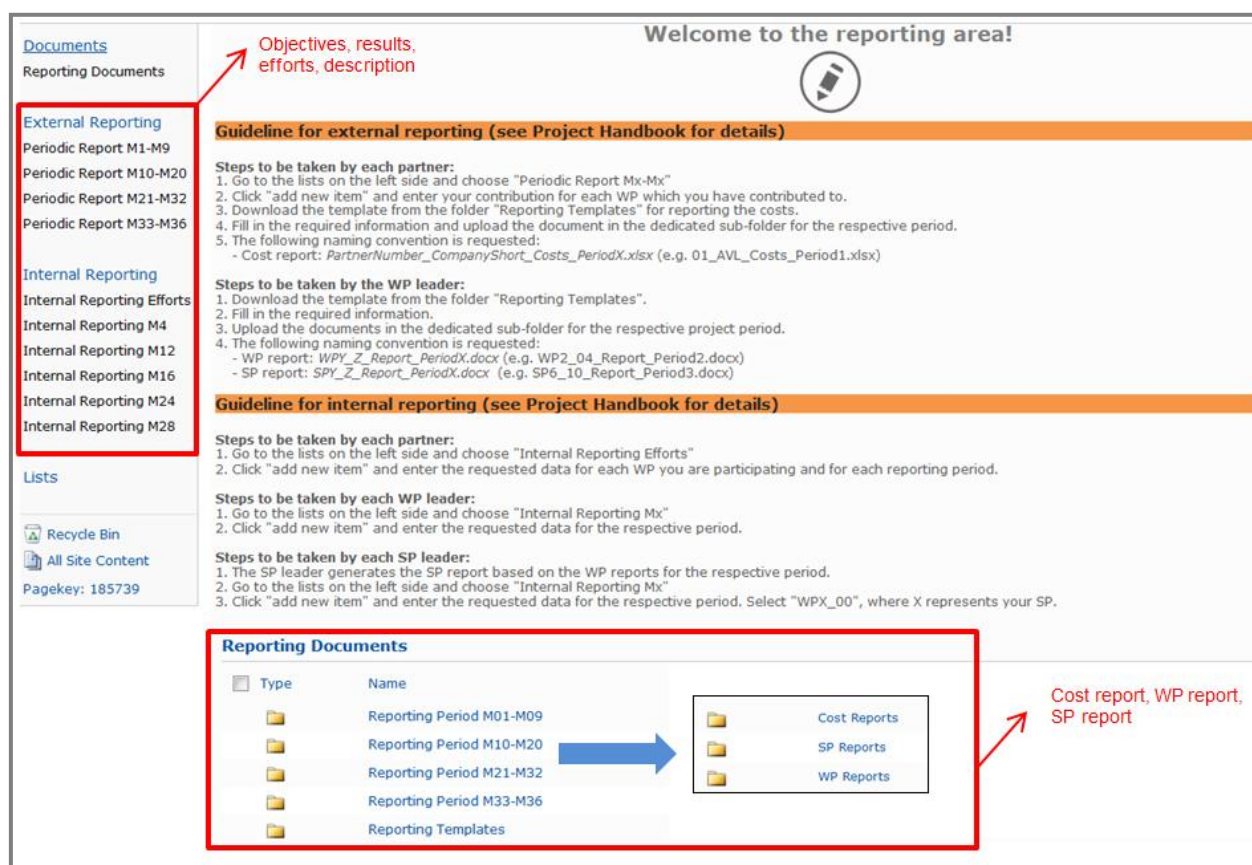 Documents
Reporting Documents
External Reporting
Periodic Report M1-M9
Periodic Report M10-M20
Periodic Report M21-M32
Periodic Report M33-M36
Internal Reporting
Internal Reporting Efforts
Internal Reporting M4
Internal Reporting M12
Internal Reporting M16
Internal Reporting M24
Internal Reporting M28
Lists
Recycle Bin
All Site Content
Pagekey: 185739
Objectives, results,
efforts, description
Welcome to the reporting area!
Guideline for external reporting (see Project Handbook for details)
Steps to be taken by each partner:
1. Go to the lists on the left side and choose "Periodic Report Mx-Mx"
2. Click "add new item" and enter your contribution for each WP which you have contributed to.
3. Download the template from the folder "Reporting Templates" for reporting the costs.
4. Fill in the required information and upload the document in the dedicated sub-folder for the respective period.
5. The following naming convention is requested:
- Cost report: PartnerNumber_CompanyShort_Costs_PeriodX.xlsx (e.g. 01_AVL_Costs_Period1.xlsx)
Steps to be taken by the WP leader:
1. Download the template from the folder "Reporting Templates".
2. Fill in the required information.
3. Upload the documents in the dedicated sub-folder for the respective project period.
4. The following naming convention is requested:
- WP report: WPY_Z_Report_PeriodX.docx (e.g. WP2_04_Report_Period2.docx)
- SP report: SPY_Z_Report_PeriodX.docx (e.g. SP6_10_Report_Period3.docx)
Guideline for internal reporting (see Project Handbook for details)
Steps to be taken by each partner:
1. Go to the lists on the left side and choose "Internal Reporting Efforts"
2. Click "add new item" and enter the requested data for each WP you are participating and for each reporting period.
Steps to be taken by each WP leader:
1. Go to the lists on the left side and choose "Internal Reporting Mx"
2. Click "add new item" and enter the requested data for the respective period.
Steps to be taken by each SP leader:
1. The SP leader generates the SP report based on the WP reports for the respective period.
2. Go to the lists on the left side and choose "Internal Reporting Mx"
3. Click "add new item" and enter the requested data for the respective period. Select "WPX_00", where X represents your SP.
Reporting Documents
Type Name
Reporting Period M01-M09
Reporting Period M10-M20
Reporting Period M21-M32
Reporting Period M33-M36
Reporting Templates
Cost Reports
SP Reports
WP Reports
Cost report, WP report,
SP report